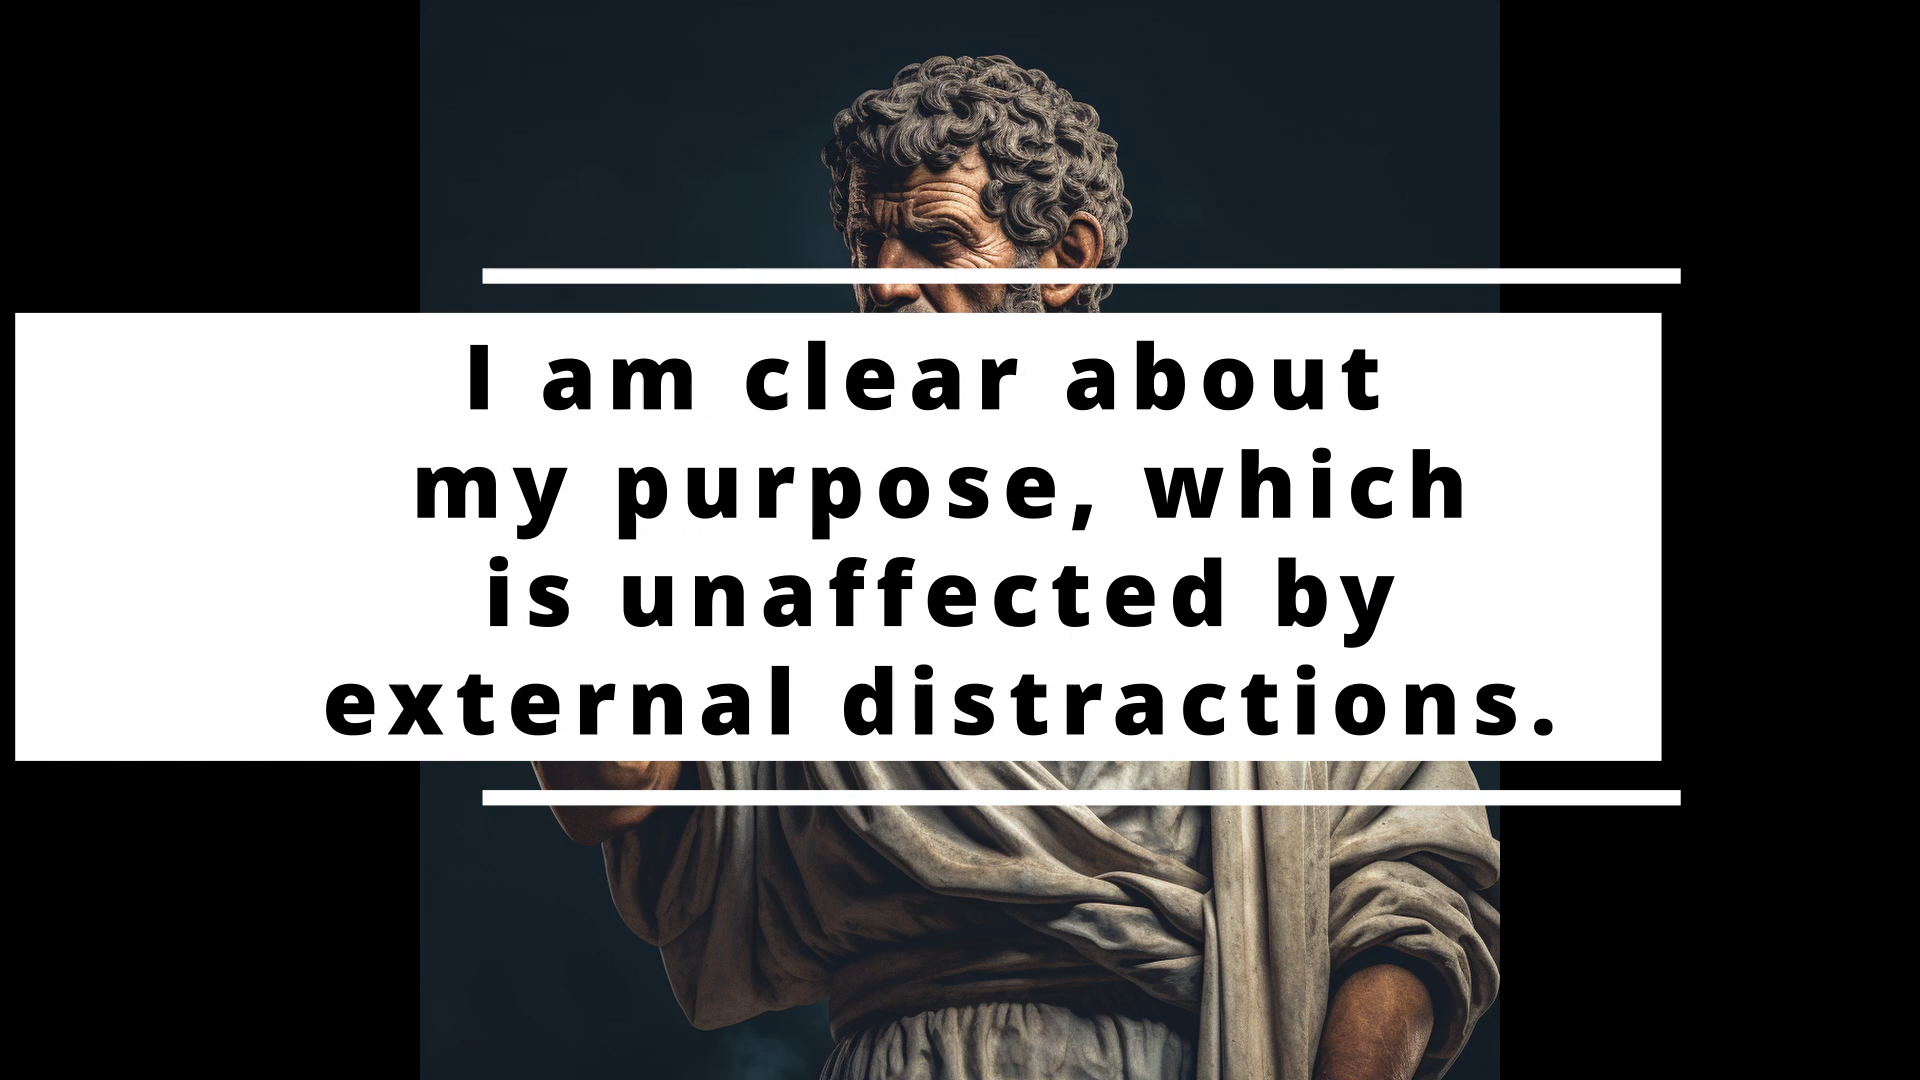 I am clear about
my purpose, which
is unaffected by
external distractions.